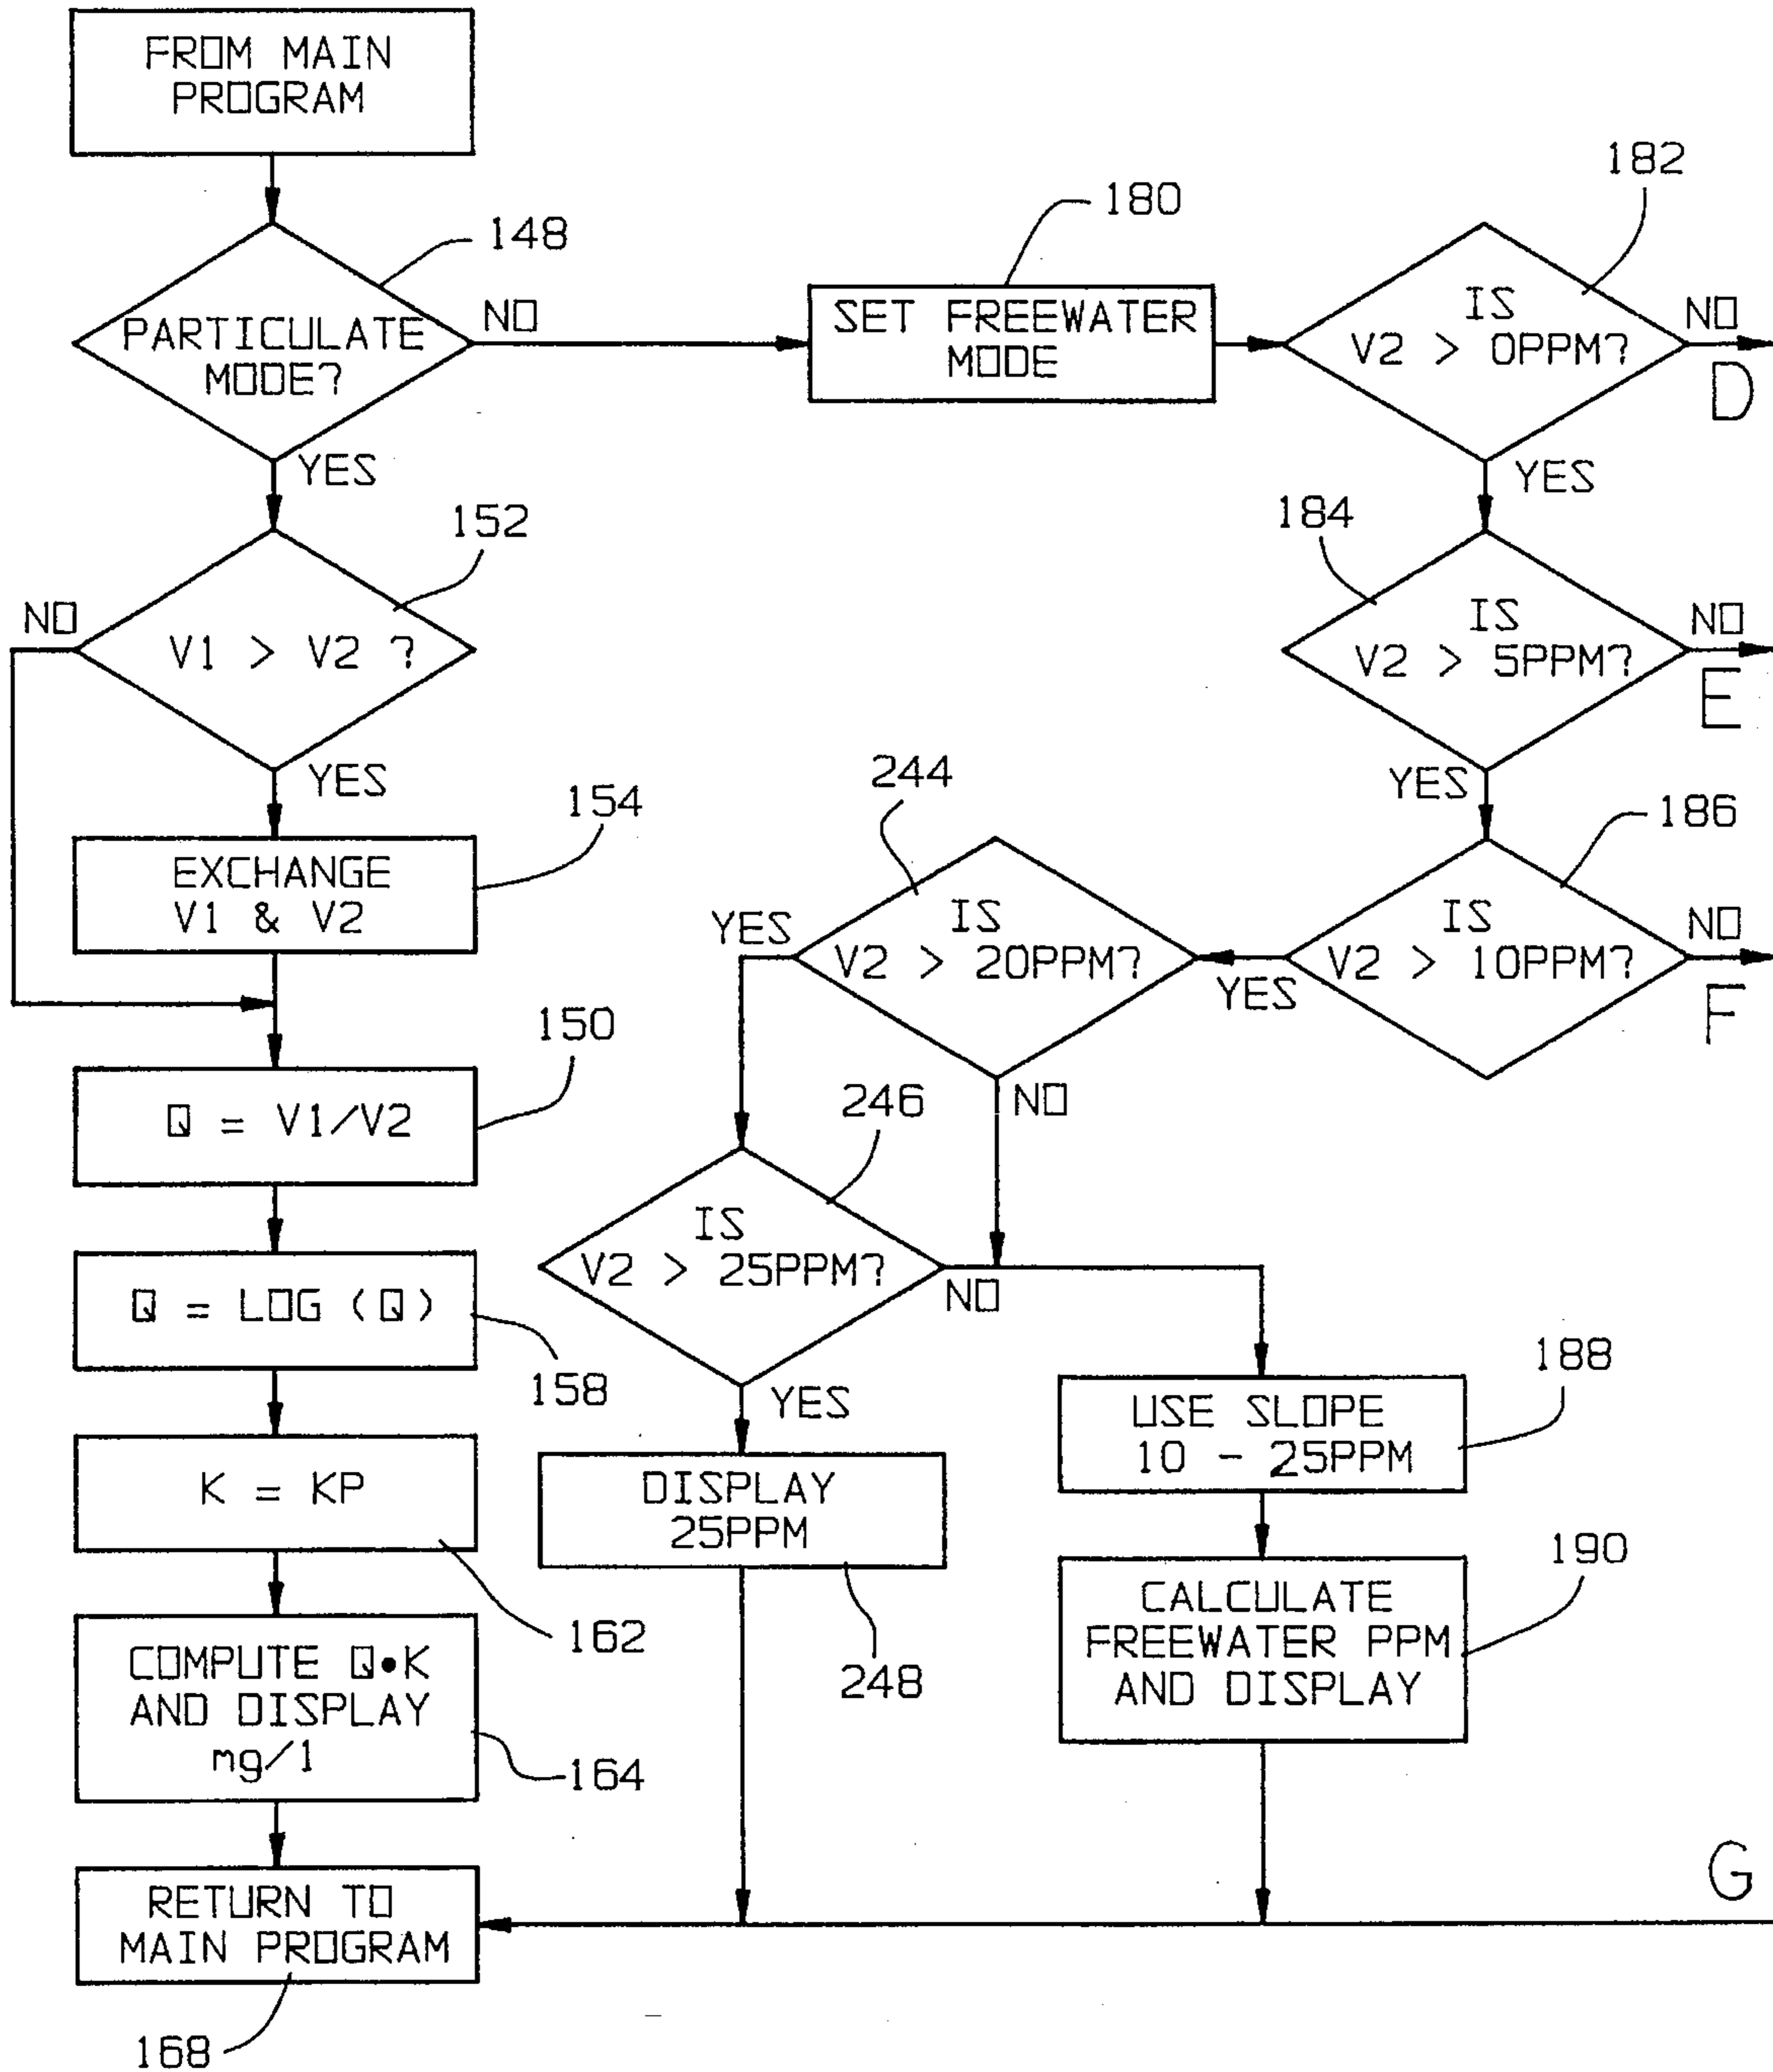 FROM MAIN
PROGRAM
148
PARTICULATE
MODE?
NO
YES
180
SET FREEWATER
MODE
182
IS
V2 > 0PPM?
NO
D
YES
152
V1 > V2 ?
NO
YES
184
IS
V2 > 5PPM?
NO
E
YES
154
EXCHANGE
V1 & V2
244
IS
V2 > 20PPM?
YES
NO
186
IS
V2 > 10PPM?
YES
NO
F
150
Q = V1/V2
246
IS
V2 > 25PPM?
NO
YES
Q = LOG (Q)
158
188
USE SLOPE
10 - 25PPM
K = KP
162
DISPLAY
25PPM
248
190
CALCULATE
FREEWATER PPM
AND DISPLAY
COMPUTE Q•K
AND DISPLAY
mg/l
164
G
RETURN TO
MAIN PROGRAM
168